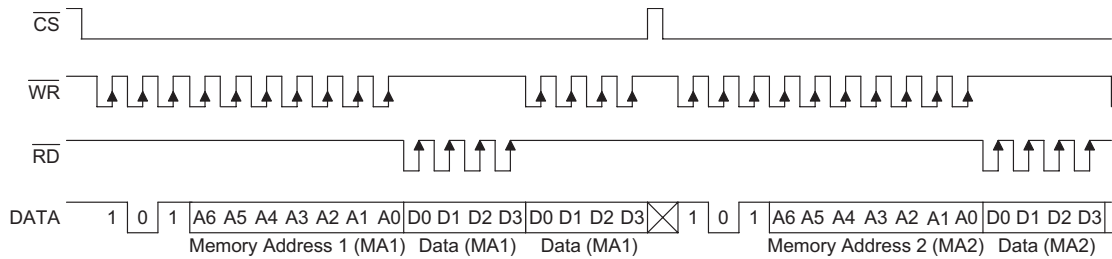 CS
WR
RD
DATA 1 0 1 A6 A5 A4 A3 A2 A1 A0 D0 D1 D2 D3 D0 D1 D2 D3 1 0 1 A6 A5 A4 A3 A2 A1 A0 D0 D1 D2 D3
Memory Address 1 (MA1) Data (MA1) Data (MA1) Memory Address 2 (MA2) Data (MA2)